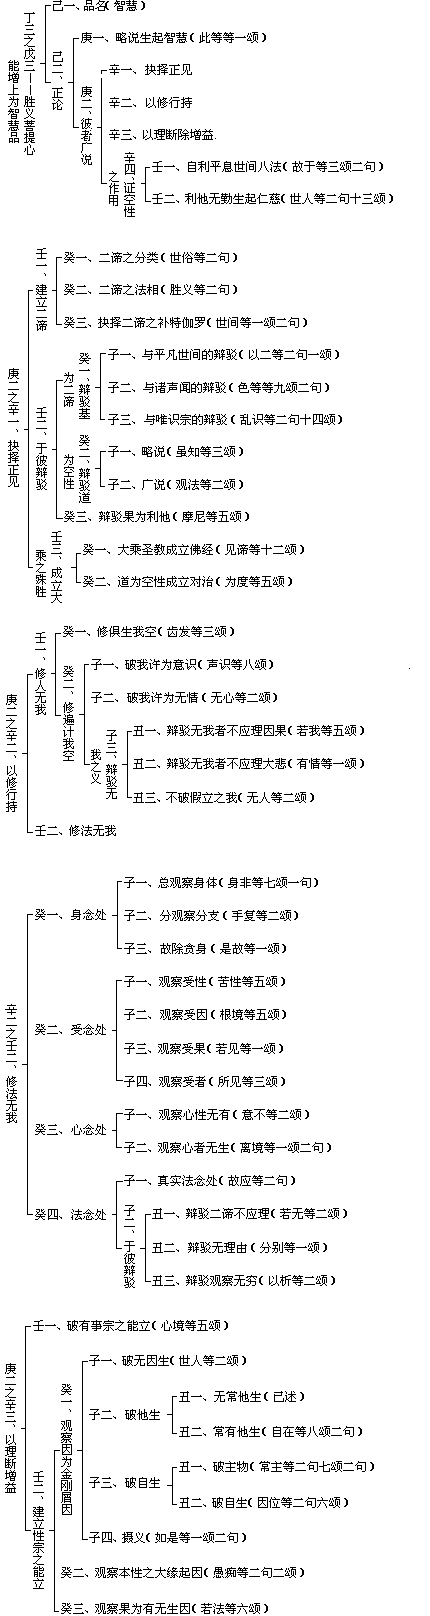 丁三之戊三——胜义菩提心
能增上为智慧品
己一、品名(智慧)
己二、正论
庚一、略说生起智慧(此等等一颂)
庚二、彼者广说
辛一、抉择正见
辛二、以修行持
辛三、以理断除增益.
辛四、证空性
之作用
壬一、自利平息世间八法(故于等三颂二句)
壬二、利他无勤生起仁慈(世人等二句十三颂)
庚二之辛一、抉择正见
壬一、建立二谛
癸一、二谛之分类(世俗等二句)
癸二、二谛之法相(胜义等二句)
癸三、抉择二谛之补特伽罗(世间等一颂二句)
壬二、于彼辩驳
癸一、辩驳基
为二谛
子一、与平凡世间的辩驳(以二等二句一颂)
子二、与诸声闻的辩驳(色等等九颂二句)
子三、与唯识宗的辩驳(乱识等二句十四颂)
癸二、辩驳道
为空性
子一、略说(虽知等三颂)
子二、广说(观法等二颂)
癸三、辩驳果为利他(摩尼等五颂)
壬三、成立大
乘之殊胜
癸一、大乘圣教成立佛经(见谛等十二颂)
癸二、道为空性成立对治(为度等五颂)
庚二之辛二、以修行持
壬一、修人无我
癸一、修俱生我空(齿发等三颂)
癸二、修遍计我空
子一、破我许为意识(声识等八颂)
子二、破我许为无情(无心等二颂)
子三、辩驳无
我之义
丑一、辩驳无我者不应理因果(若我等五颂)
丑二、辩驳无我者不应理大悲(有情等一颂)
丑三、不破假立之我(无人等二颂)
壬二、修法无我
辛二之壬二、修法无我
癸一、身念处
子一、总观察身体(身非等七颂一句)
子二、分观察分支(手复等二颂)
子三、故除贪身(是故等一颂)
癸二、受念处
子一、观察受性(苦性等五颂)
子二、观察受因(根境等五颂)
子三、观察受果(若见等一颂)
子四、观察受者(所见等三颂)
癸三、心念处
子一、观察心性无有(意不等二颂)
子二、观察心者无生(离境等一颂二句)
癸四、法念处
子一、真实法念处(故应等二句)
子二、于彼辩驳
丑一、辩驳二谛不应理(若无等二颂)
丑二、辩驳无理由(分别等一颂)
丑三、辩驳观察无穷(以析等二颂)
庚二之辛三、以理断增益
壬一、破有事宗之能立(心境等五颂)
壬二、建立性宗之能立
癸一、观察因为金刚屑因
子一、破无因生(世人等二颂)
子二、破他生
丑一、无常他生(已述)
丑二、常有他生(自在等八颂二句)
子三、破自生
丑一、破主物(常主等二句七颂二句)
丑二、破自生(因位等二句六颂)
子四、摄义(如是等一颂二句)
癸二、观察本性之大缘起因(愚痴等二句二颂)
癸三、观察果为有无生因(若法等六颂)